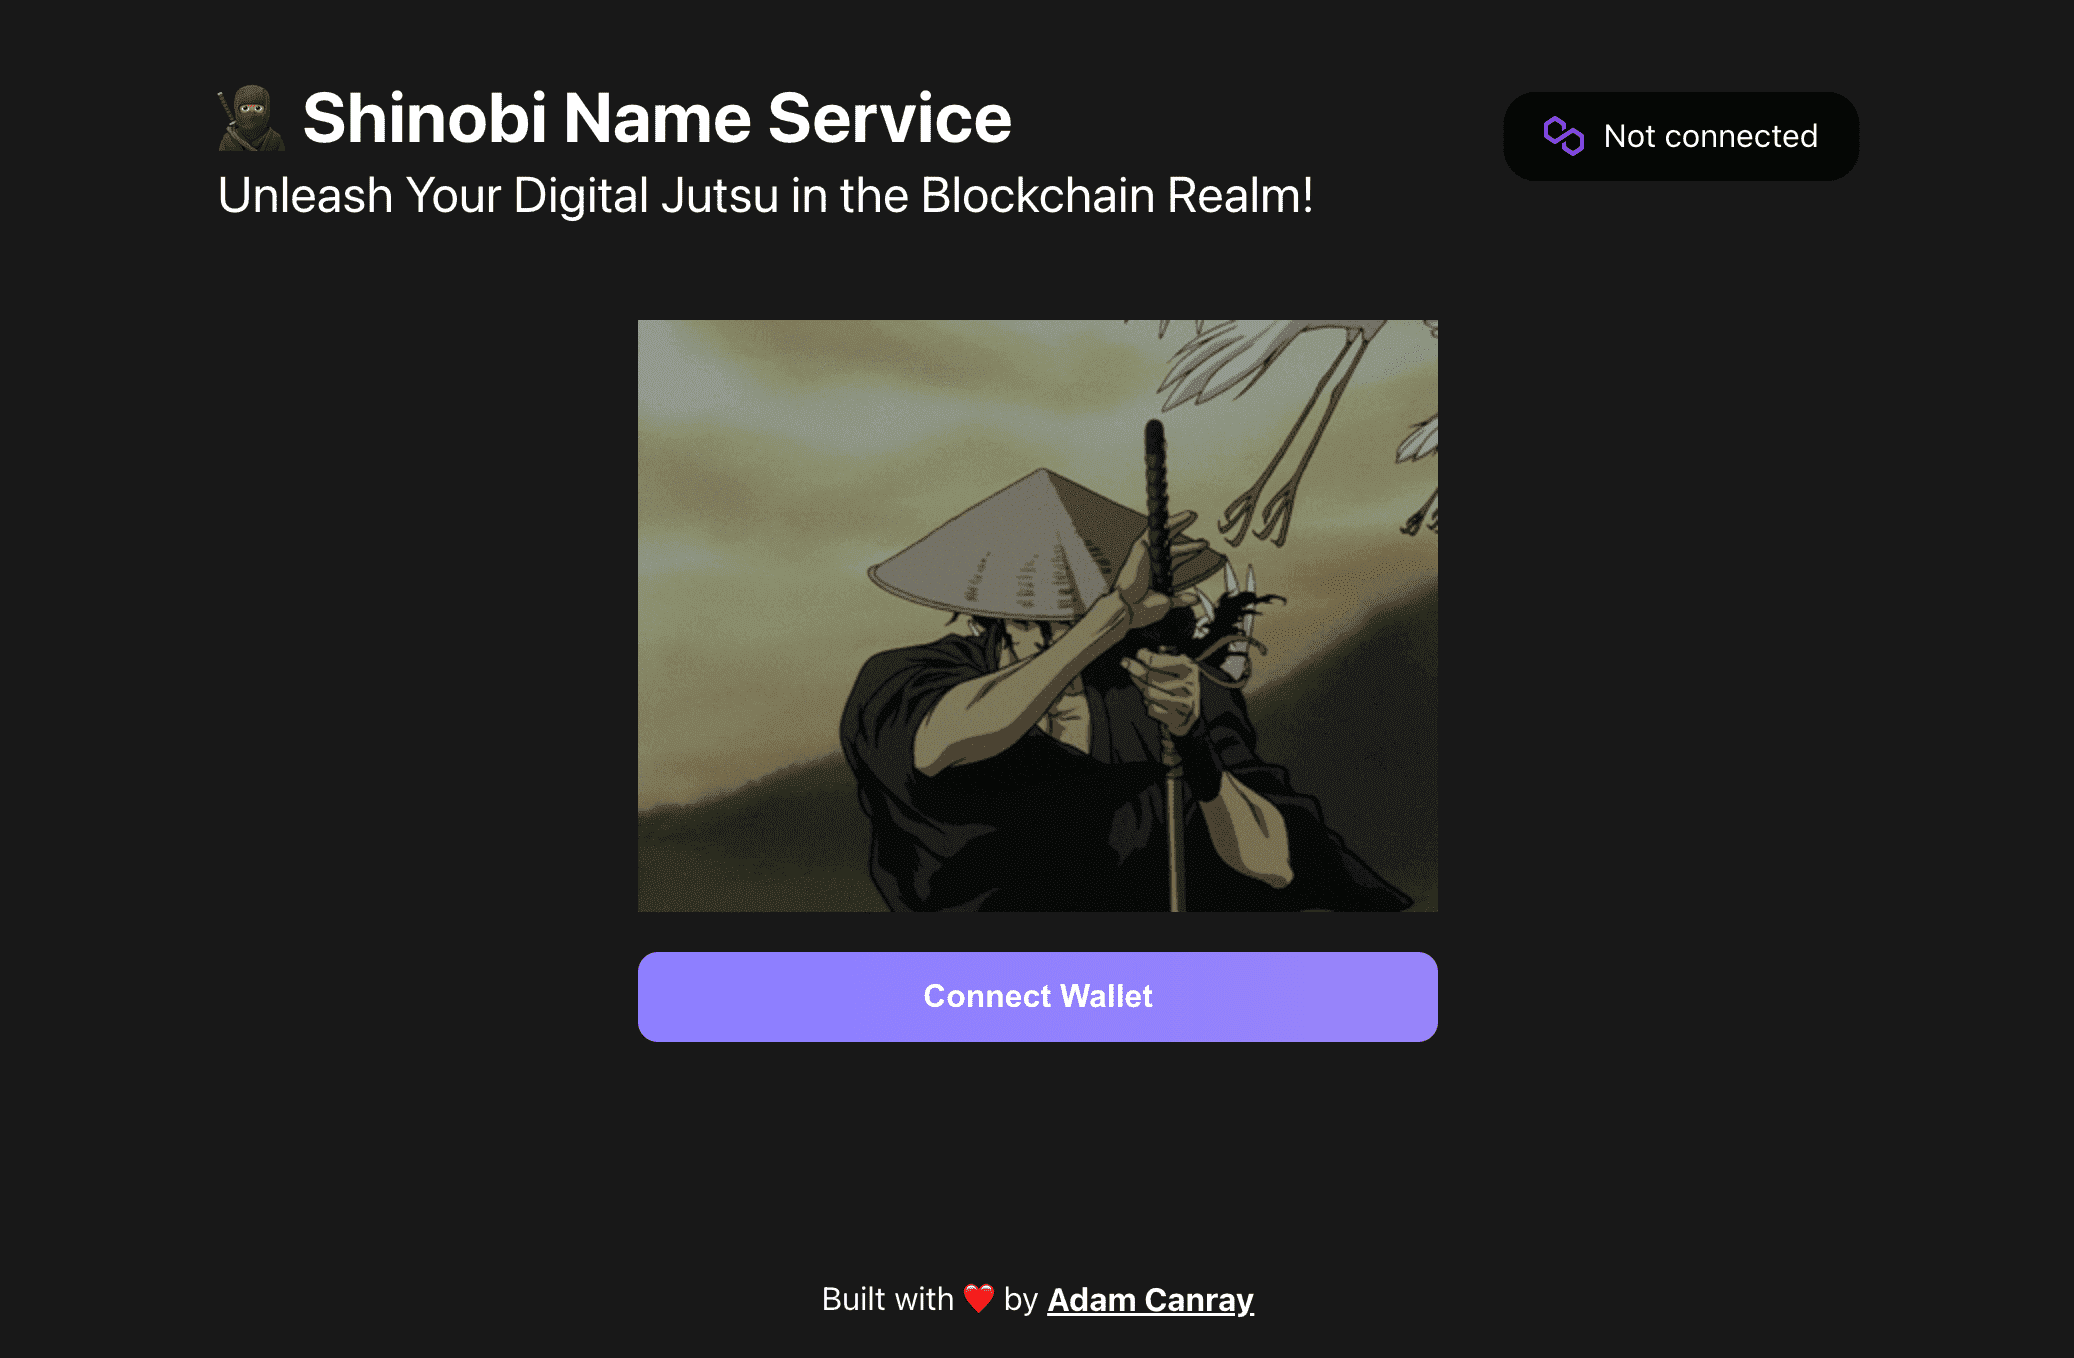 Shinobi Name Service
Not connected
Unleash Your Digital Jutsu in the Blockchain Realm!
Connect Wallet
Built with ❤️ by Adam Canray